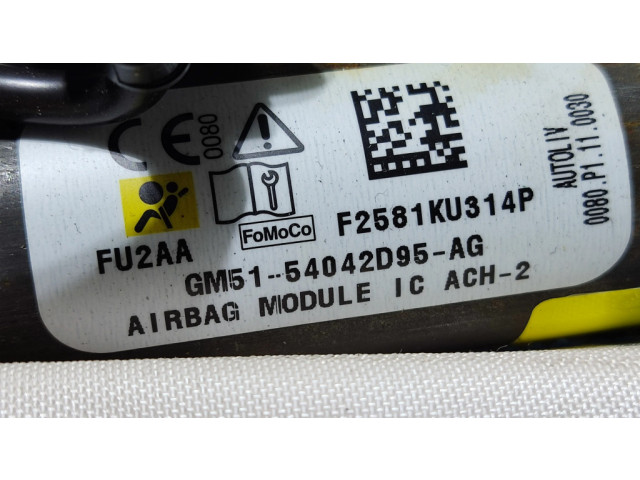 CE 0080
FU2AA
FoMoCo
F2581KU314P
AUTOLIV
0080.P1.11.0030
GM51-54042D95-AG
AIRBAG MODULE IC ACH-2